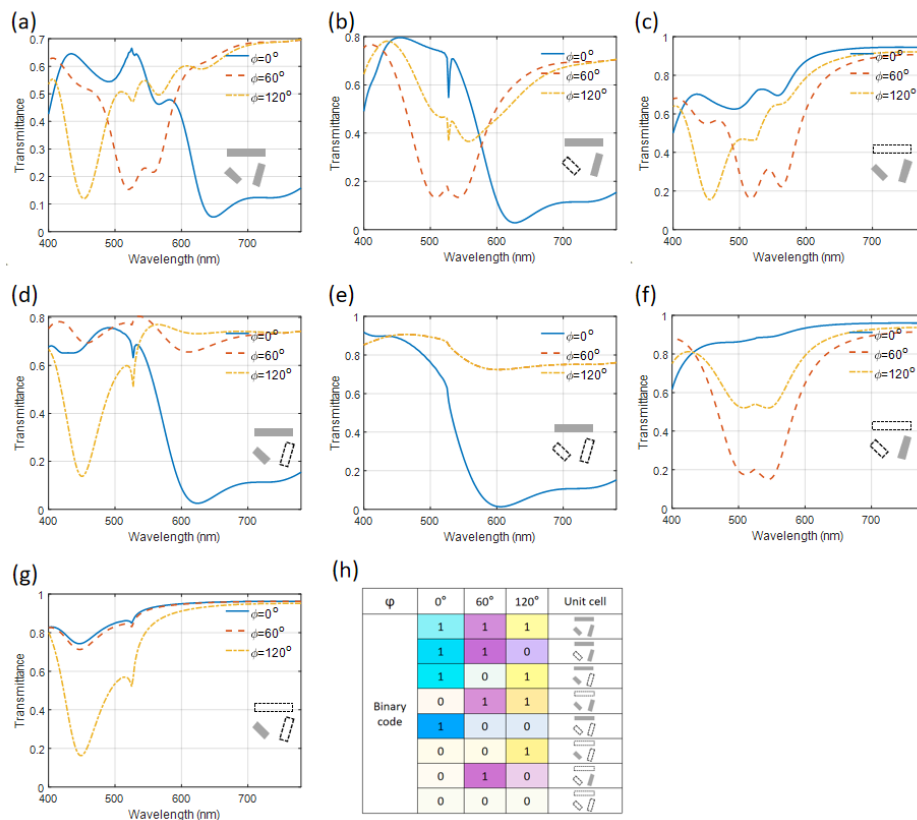 (a)
0.7
0.6
0.5
0.4
0.3
0.2
0.1
0
400 500 600 700
Transmittance
Wavelength (nm)
ϕ=0°
ϕ=60°
ϕ=120°
(b)
0.8
0.6
0.4
0.2
0
400 500 600 700
Transmittance
Wavelength (nm)
ϕ=0°
ϕ=60°
ϕ=120°
(c)
1
0.8
0.6
0.4
0.2
0
400 500 600 700
Transmittance
Wavelength (nm)
ϕ=0°
ϕ=60°
ϕ=120°
(d)
0.8
0.6
0.4
0.2
0
400 500 600 700
Transmittance
Wavelength (nm)
ϕ=0°
ϕ=60°
ϕ=120°
(e)
1
0.8
0.6
0.4
0.2
0
400 500 600 700
Transmittance
Wavelength (nm)
ϕ=0°
ϕ=60°
ϕ=120°
(f)
1
0.8
0.6
0.4
0.2
0
400 500 600 700
Transmittance
Wavelength (nm)
ϕ=0°
ϕ=60°
ϕ=120°
(g)
1
0.8
0.6
0.4
0.2
0
400 500 600 700
Transmittance
Wavelength (nm)
ϕ=0°
ϕ=60°
ϕ=120°
(h)
φ 0° 60° 120° Unit cell
Binary
code
1 1 1
1 1 0
1 0 1
0 1 1
1 0 0
0 0 1
0 1 0
0 0 0